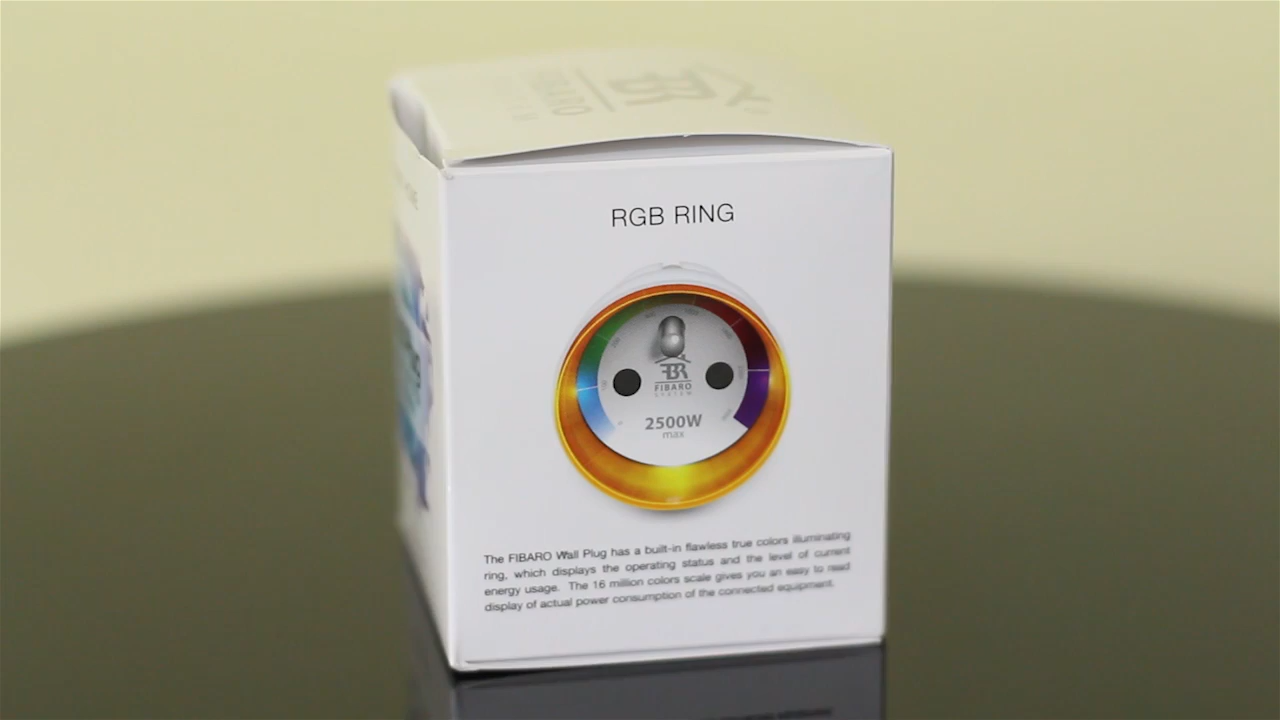 FIBARO
RGB RING
FIBARO
SYSTEM
2500W
max
The FIBARO Wall Plug has a built-in flawless true colors illuminating
ring, which displays the operating status and the level of current
energy usage. The 16 million colors scale gives you an easy to read
display of actual power consumption of the connected equipment.